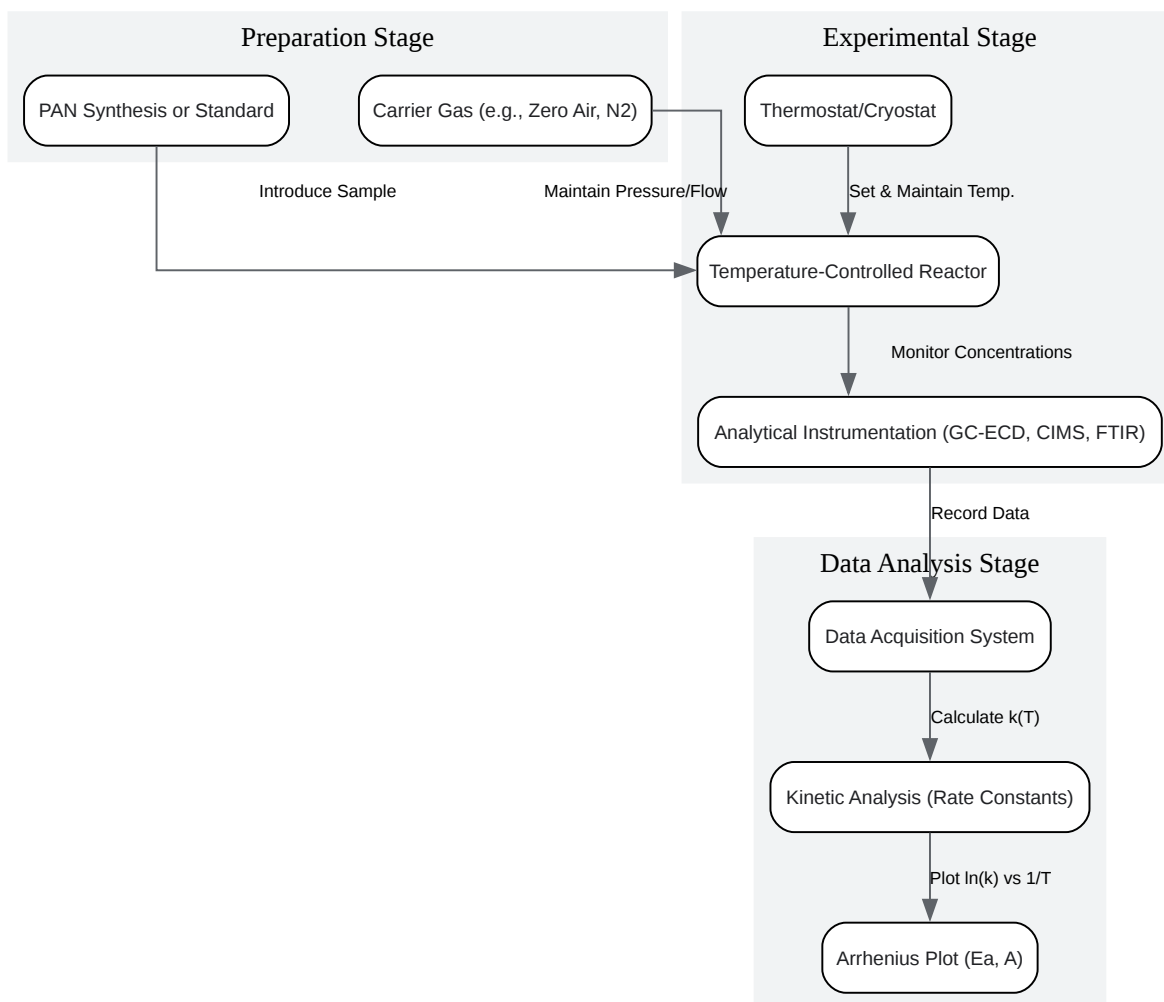 Preparation Stage
Experimental Stage
PAN Synthesis or Standard
Carrier Gas (e.g., Zero Air, N2)
Thermostat/Cryostat
Introduce Sample
Maintain Pressure/Flow
Set & Maintain Temp.
Temperature-Controlled Reactor
Monitor Concentrations
Analytical Instrumentation (GC-ECD, CIMS, FTIR)
Record Data
Data Analysis Stage
Data Acquisition System
Calculate k(T)
Kinetic Analysis (Rate Constants)
Plot ln(k) vs 1/T
Arrhenius Plot (Ea, A)